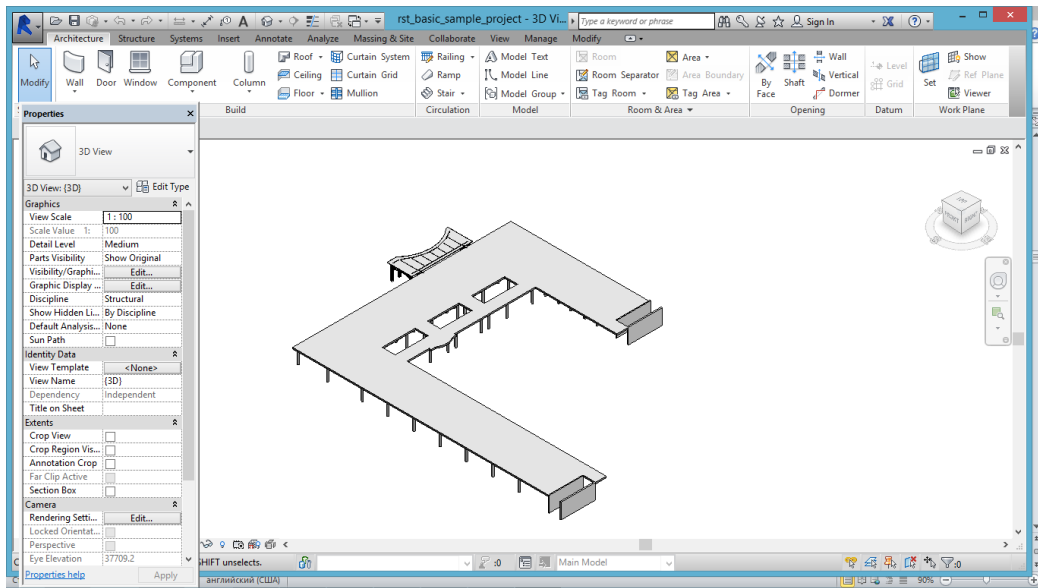 rst_basic_sample_project - 3D Vi...
Type a keyword or phrase
Sign In
Architecture Structure Systems Insert Annotate Analyze Massing & Site Collaborate View Manage Modify
Modify Wall Door Window Component Column
Roof Curtain System Railing Model Text Room Area Wall Show
Ceiling Curtain Grid Ramp Model Line Room Separator Area Boundary By Face Shaft Vertical Level Set Ref Plane
Floor Mullion Stair Model Group Tag Room Tag Area Dormer Grid Viewer
Build Circulation Model Room & Area Opening Datum Work Plane
Properties
3D View
3D View: {3D} Edit Type
Graphics
View Scale 1 : 100
Scale Value 1: 100
Detail Level Medium
Parts Visibility Show Original
Visibility/Graphi... Edit...
Graphic Display ... Edit...
Discipline Structural
Show Hidden Li... By Discipline
Default Analysis... None
Sun Path
Identity Data
View Template <None>
View Name {3D}
Dependency Independent
Title on Sheet
Extents
Crop View
Crop Region Vis...
Annotation Crop
Far Clip Active
Section Box
Camera
Rendering Setti... Edit...
Locked Orientat...
Perspective
Eye Elevation 37709.2
Properties help Apply
TOP
FRONT RIGHT
SHIFT unselects.
:0
Main Model
:0
английский (США)
90%